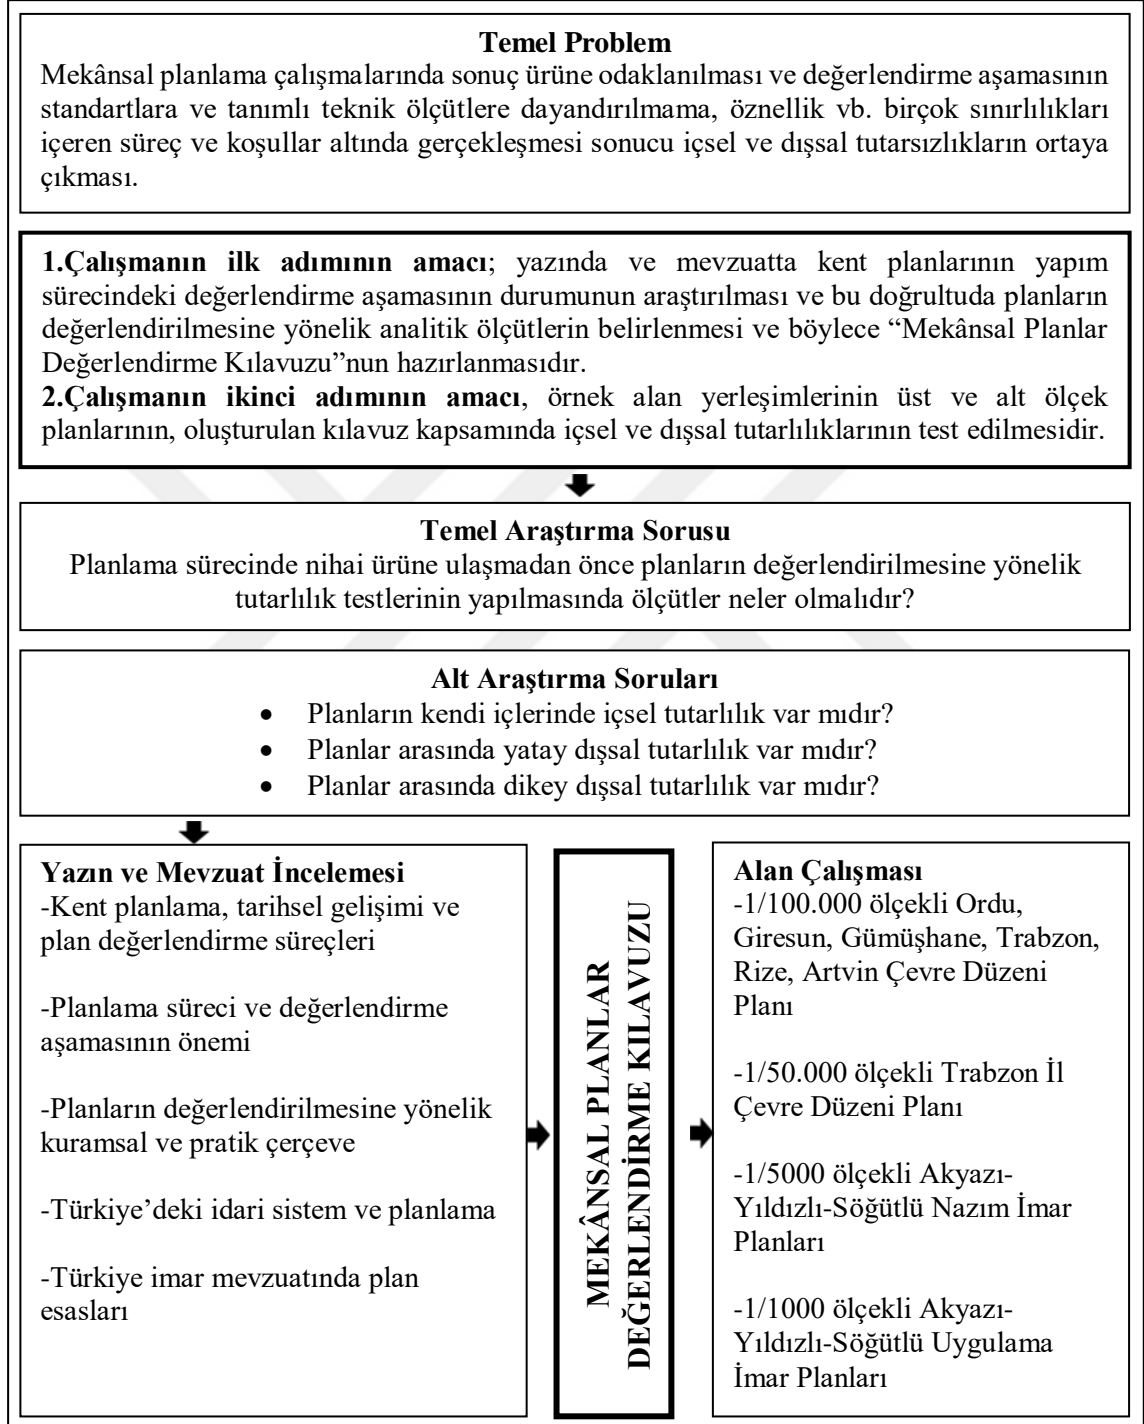 Temel Problem
Mekânsal planlama çalışmalarında sonuç ürüne odaklanılması ve değerlendirme aşamasının
standartlara ve tanımlı teknik ölçütlere dayandırılmama, öznellik vb. birçok sınırlılıkları
içeren süreç ve koşullar altında gerçekleşmesi sonucu içsel ve dışsal tutarsızlıkların ortaya
çıkması.
1.Çalışmanın ilk adımının amacı; yazında ve mevzuatta kent planlarının yapım
sürecindeki değerlendirme aşamasının durumunun araştırılması ve bu doğrultuda planların
değerlendirilmesine yönelik analitik ölçütlerin belirlenmesi ve böylece “Mekânsal Planlar
Değerlendirme Kılavuzu”nun hazırlanmasıdır.
2.Çalışmanın ikinci adımının amacı, örnek alan yerleşimlerinin üst ve alt ölçek
planlarının, oluşturulan kılavuz kapsamında içsel ve dışsal tutarlılıklarının test edilmesidir.
Temel Araştırma Sorusu
Planlama sürecinde nihai ürüne ulaşmadan önce planların değerlendirilmesine yönelik
tutarlılık testlerinin yapılmasında ölçütler neler olmalıdır?
Alt Araştırma Soruları
• Planların kendi içlerinde içsel tutarlılık var mıdır?
• Planlar arasında yatay dışsal tutarlılık var mıdır?
• Planlar arasında dikey dışsal tutarlılık var mıdır?
Yazın ve Mevzuat İncelemesi
-Kent planlama, tarihsel gelişimi ve
plan değerlendirme süreçleri
-Planlama süreci ve değerlendirme
aşamasının önemi
-Planların değerlendirilmesine yönelik
kuramsal ve pratik çerçeve
-Türkiye’deki idari sistem ve planlama
-Türkiye imar mevzuatında plan
esasları
MEKÂNSAL PLANLAR
DEĞERLENDİRME KILAVUZU
Alan Çalışması
-1/100.000 ölçekli Ordu,
Giresun, Gümüşhane, Trabzon,
Rize, Artvin Çevre Düzeni
Planı
-1/50.000 ölçekli Trabzon İl
Çevre Düzeni Planı
-1/5000 ölçekli Akyazı-
Yıldızlı-Söğütlü Nazım İmar
Planları
-1/1000 ölçekli Akyazı-
Yıldızlı-Söğütlü Uygulama
İmar Planları